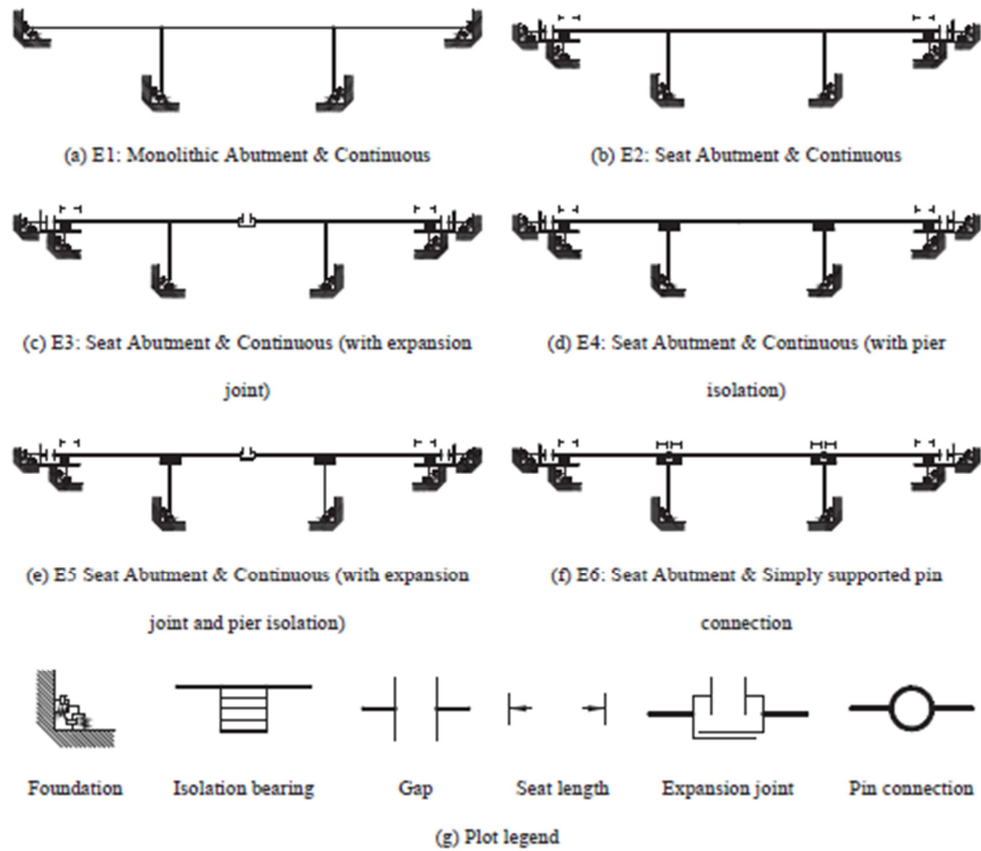 (a) E1: Monolithic Abutment & Continuous
(b) E2: Seat Abutment & Continuous
(c) E3: Seat Abutment & Continuous (with expansion
joint)
(d) E4: Seat Abutment & Continuous (with pier
isolation)
(e) E5 Seat Abutment & Continuous (with expansion
joint and pier isolation)
(f) E6: Seat Abutment & Simply supported pin
connection
Foundation
Isolation bearing
Gap
Seat length
Expansion joint
Pin connection
(g) Plot legend